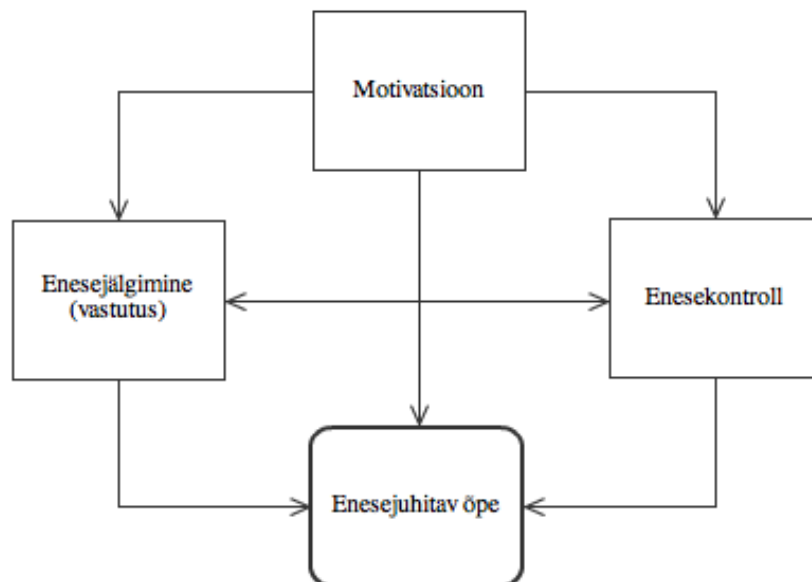 Motivatsioon
Enesejälgimine
(vastutus)
Enesekontroll
Enesejuhitav õpe